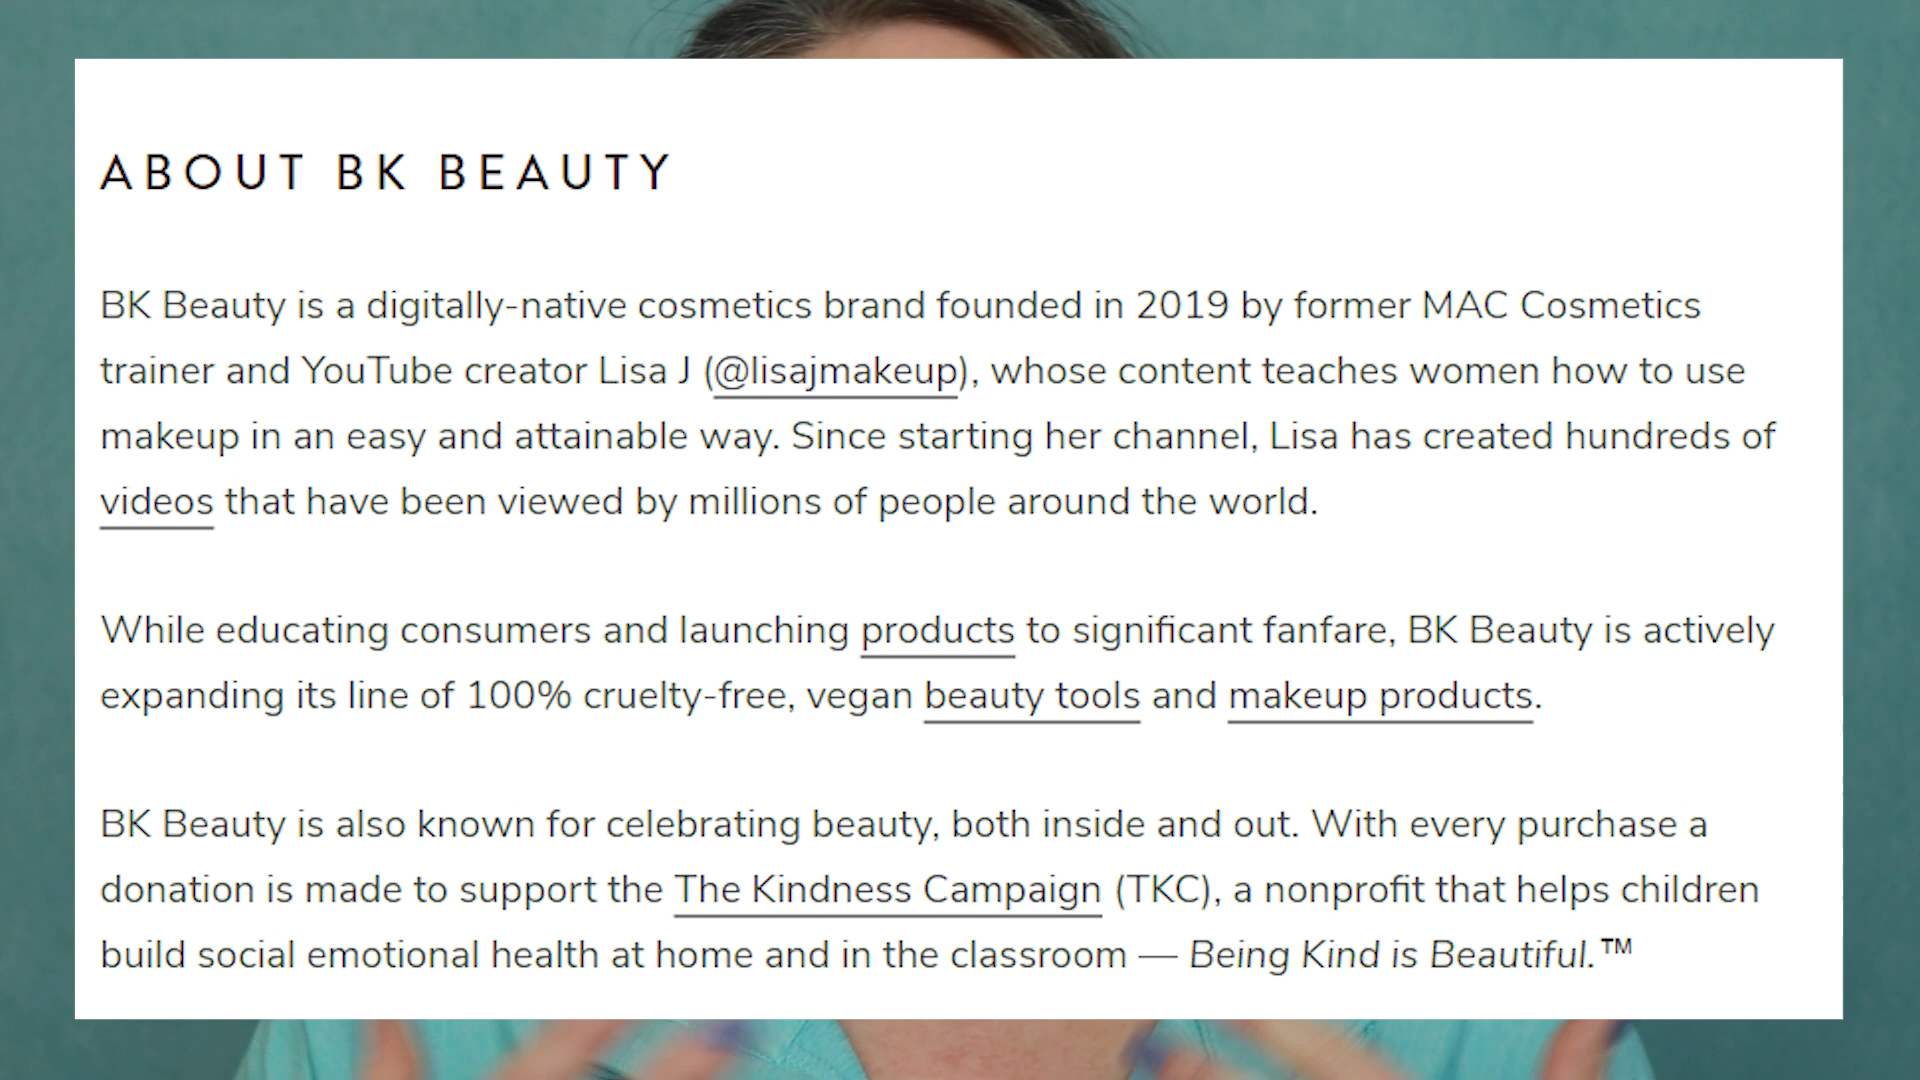 ABOUT BK BEAUTY
BK Beauty is a digitally-native cosmetics brand founded in 2019 by former MAC Cosmetics
trainer and YouTube creator Lisa J (@lisajmakeup), whose content teaches women how to use
makeup in an easy and attainable way. Since starting her channel, Lisa has created hundreds of
videos that have been viewed by millions of people around the world.
While educating consumers and launching products to significant fanfare, BK Beauty is actively
expanding its line of 100% cruelty-free, vegan beauty tools and makeup products.
BK Beauty is also known for celebrating beauty, both inside and out. With every purchase a
donation is made to support the The Kindness Campaign (TKC), a nonprofit that helps children
build social emotional health at home and in the classroom — Being Kind is Beautiful.™